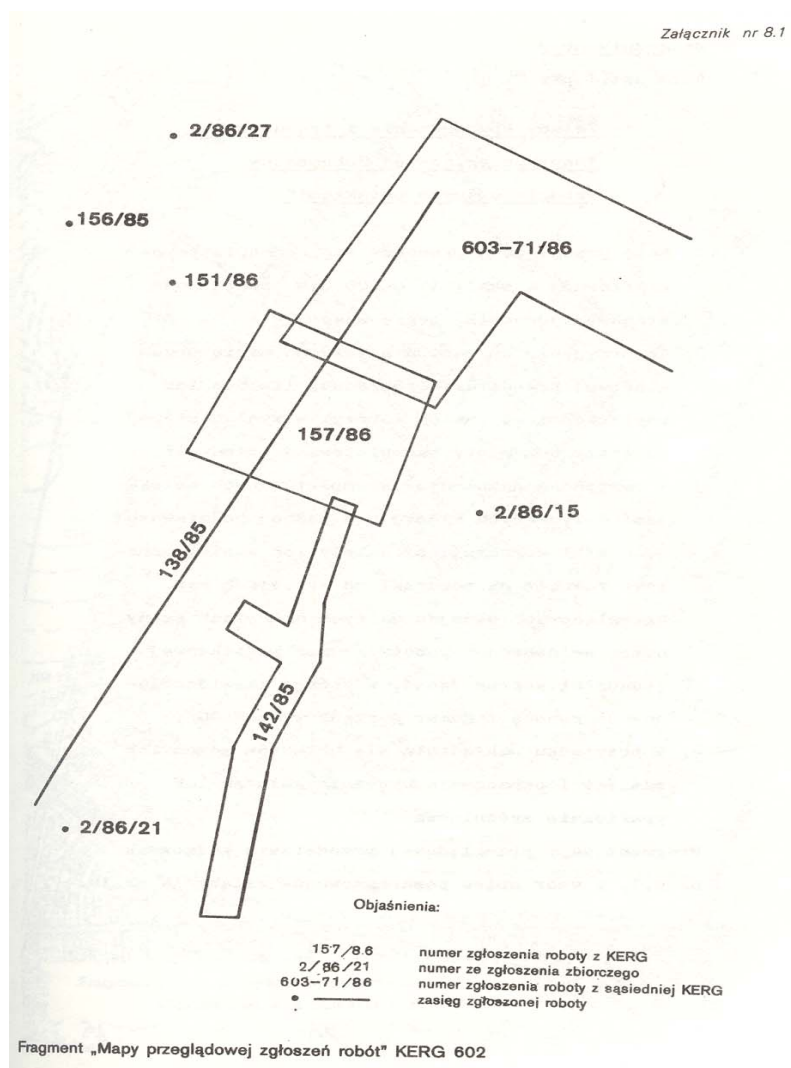 Załącznik nr 8.1
2/86/27
156/85
603-71/86
151/86
157/86
2/86/15
138/85
142/85
2/86/21
Objaśnienia:
157/8.6 numer zgłoszenia roboty z KERG
2/86/21 numer ze zgłoszenia zbiorczego
603-71/86 numer zgłoszenia roboty z sąsiedniej KERG
zasięg zgłoszonej roboty
Fragment „Mapy przeglądowej zgłoszeń robót" KERG 602